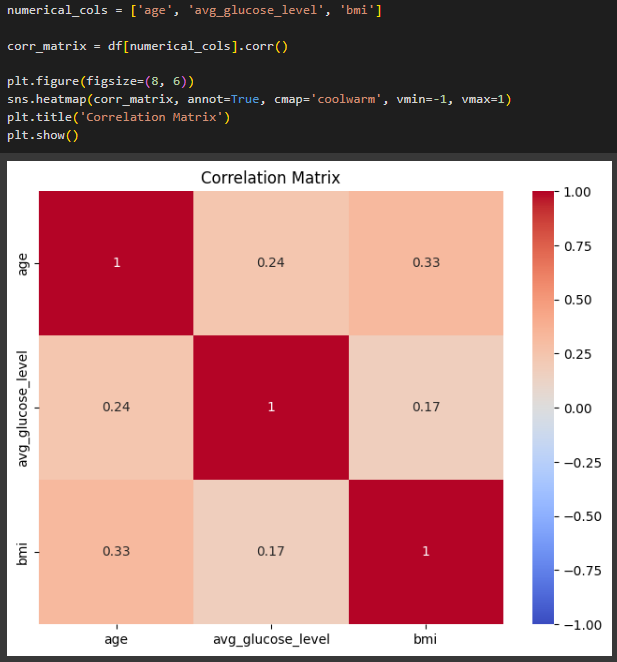 numerical_cols = ['age', 'avg_glucose_level', 'bmi']
corr_matrix = df[numerical_cols].corr()
plt.figure(figsize=(8, 6))
sns.heatmap(corr_matrix, annot=True, cmap='coolwarm', vmin=-1, vmax=1)
plt.title('Correlation Matrix')
plt.show()
Correlation Matrix
age
1
0.24
0.33
avg_glucose_level
0.24
1
0.17
bmi
0.33
0.17
1
age
avg_glucose_level
bmi
1.00
0.75
0.50
0.25
0.00
−0.25
−0.50
−0.75
−1.00